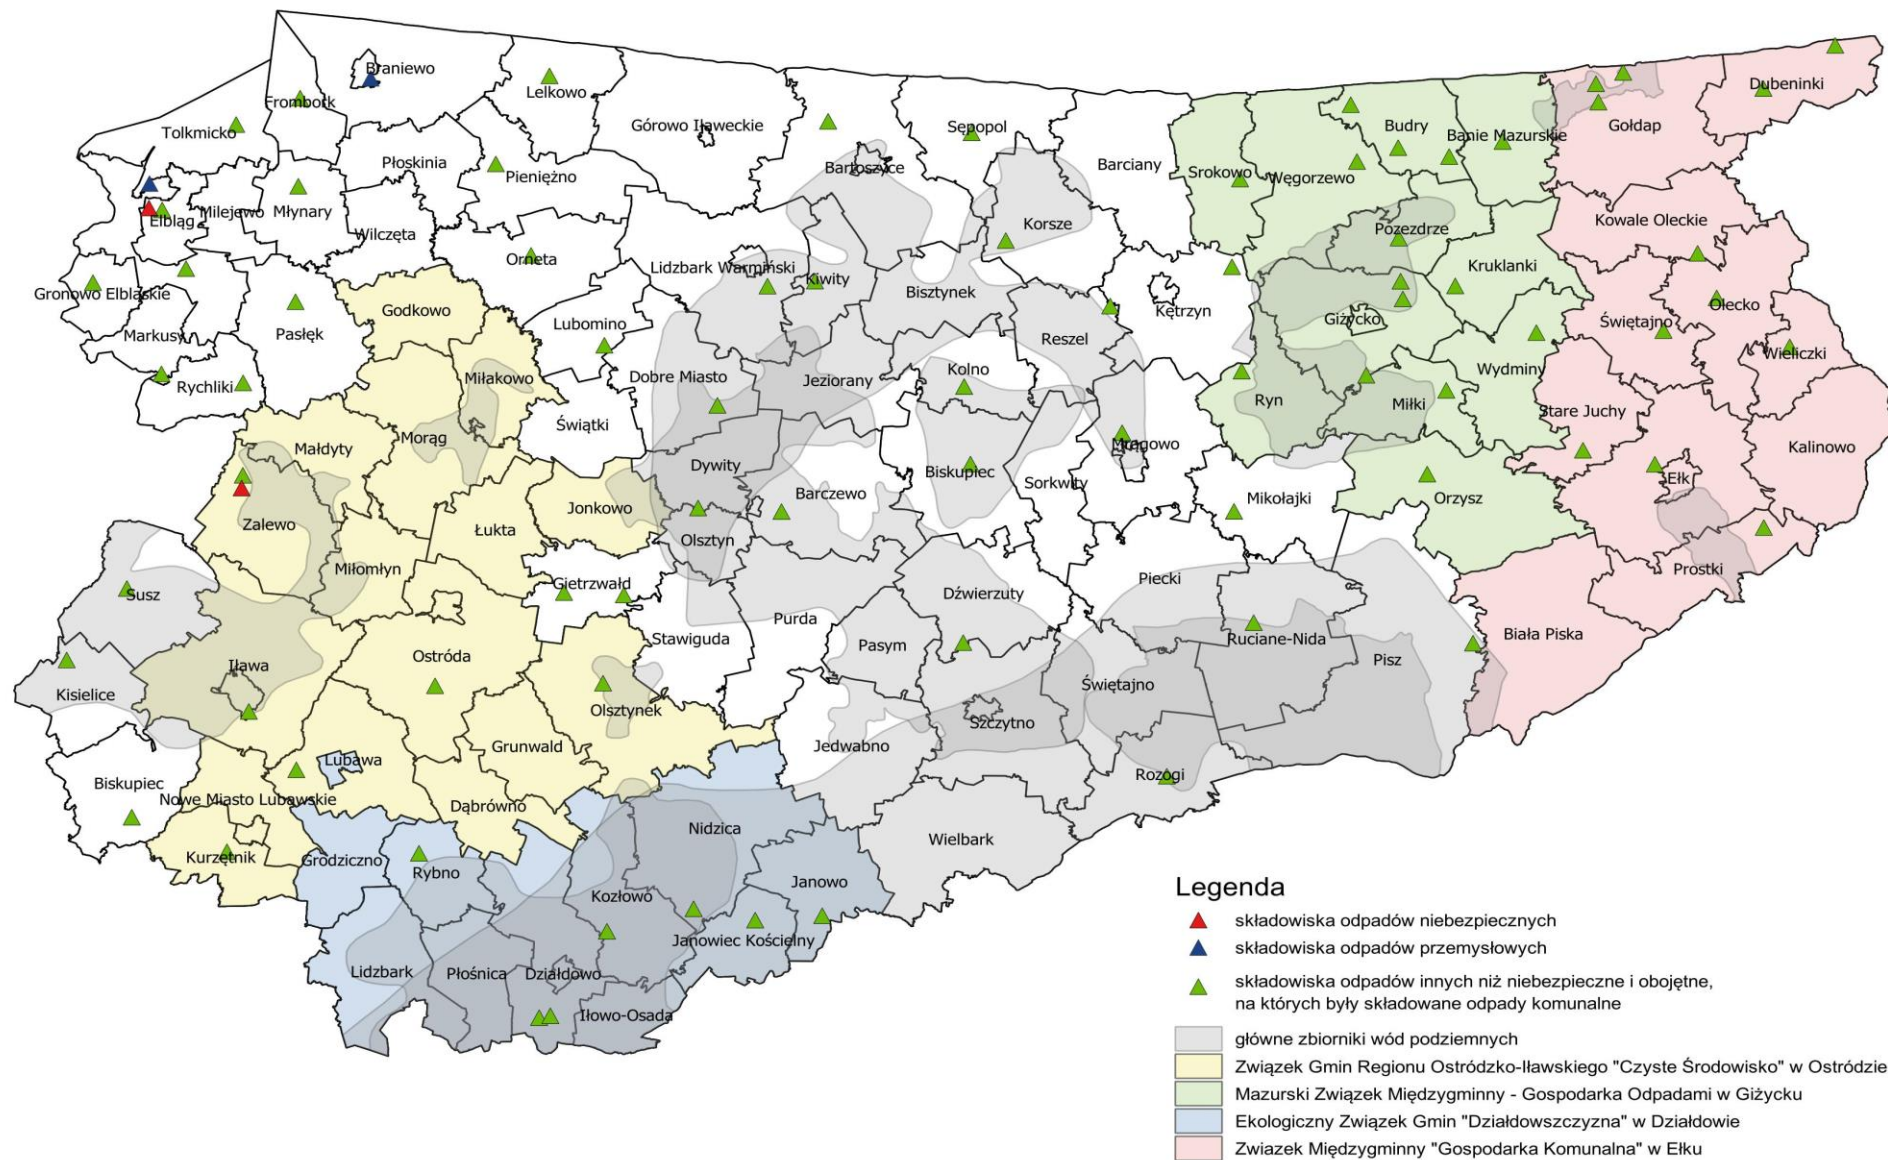 Braniewo
Lelkowo
Frombork
Tolkmicko
Górowo Iławeckie
Sępopol
Płoskinia
Pieniężno
Bartoszyce
Barciany
Srokowo
Węgorzewo
Budry
Banie Mazurskie
Gołdap
Dubeninki
Elbląg
Milejewo
Młynary
Wilczęta
Orneta
Lidzbark Warmiński
Kiwity
Korsze
Pozezdrze
Kowale Oleckie
Gronowo Elbląskie
Markusy
Pasłęk
Godkowo
Lubomino
Bisztynek
Reszel
Kętrzyn
Giżycko
Kruklanki
Świętajno
Olecko
Wieliczki
Rychliki
Miłakowo
Dobre Miasto
Jeziorany
Kolno
Ryn
Miłki
Wydminy
Stare Juchy
Kalinowo
Małdyty
Morąg
Świątki
Dywity
Biskupiec
Mrągowo
Sorkwity
Mikołajki
Orzysz
Ełk
Zalewo
Łukta
Jonkowo
Barczewo
Olsztyn
Susz
Miłomłyn
Gietrzwałd
Stawiguda
Purda
Dźwierzuty
Piecki
Ruciane-Nida
Pisz
Biała Piska
Prostki
Kisielice
Iława
Ostróda
Olsztynek
Pasym
Szczytno
Świętajno
Jedwabno
Rozogi
Biskupiec
Nowe Miasto Lubawskie
Lubawa
Grunwald
Dąbrówno
Kurzętnik
Grodziczno
Rybno
Nidzica
Kozłowo
Janowo
Wielbark
Janowiec Kościelny
Lidzbark
Płośnica
Działdowo
Iłowo-Osada
Legenda
składowiska odpadów niebezpiecznych
składowiska odpadów przemysłowych
składowiska odpadów innych niż niebezpieczne i obojętne,
na których były składowane odpady komunalne
główne zbiorniki wód podziemnych
Związek Gmin Regionu Ostródzko-Iławskiego "Czyste Środowisko" w Ostródzie
Mazurski Związek Międzygminny - Gospodarka Odpadami w Giżycku
Ekologiczny Związek Gmin "Działdowszczyzna" w Działdowie
Zwiazek Międzygminny "Gospodarka Komunalna" w Ełku